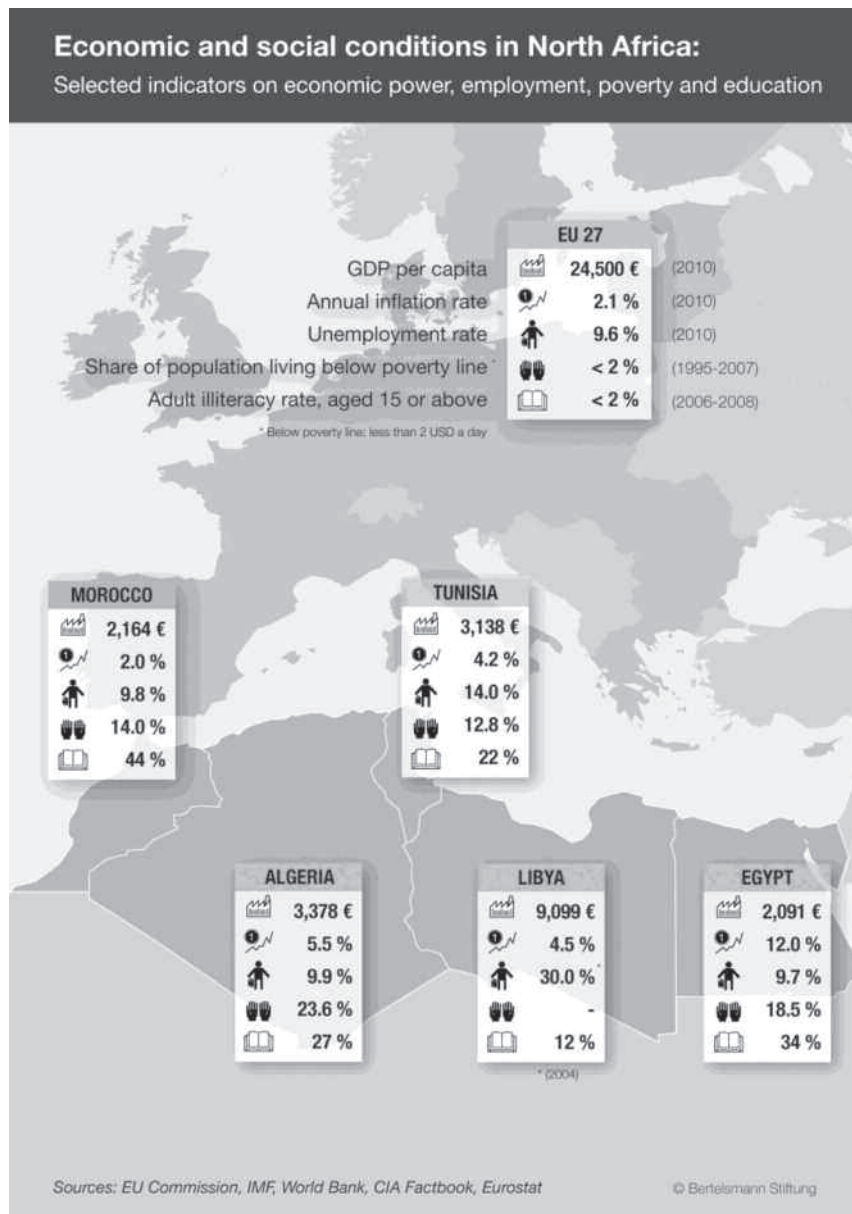 Economic and social conditions in North Africa:
Selected indicators on economic power, employment, poverty and education
EU 27
GDP per capita 24,500 € (2010)
Annual inflation rate 2.1 % (2010)
Unemployment rate 9.6 % (2010)
Share of population living below poverty line * < 2 % (1995-2007)
Adult illiteracy rate, aged 15 or above < 2 % (2006-2008)
* Below poverty line: less than 2 USD a day
MOROCCO
2,164 €
2.0 %
9.8 %
14.0 %
44 %
TUNISIA
3,138 €
4.2 %
14.0 %
12.8 %
22 %
ALGERIA
3,378 €
5.5 %
9.9 %
23.6 %
27 %
LIBYA
9,099 €
4.5 %
30.0 % *
-
12 %
* (2004)
EGYPT
2,091 €
12.0 %
9.7 %
18.5 %
34 %
Sources: EU Commission, IMF, World Bank, CIA Factbook, Eurostat
© Bertelsmann Stiftung